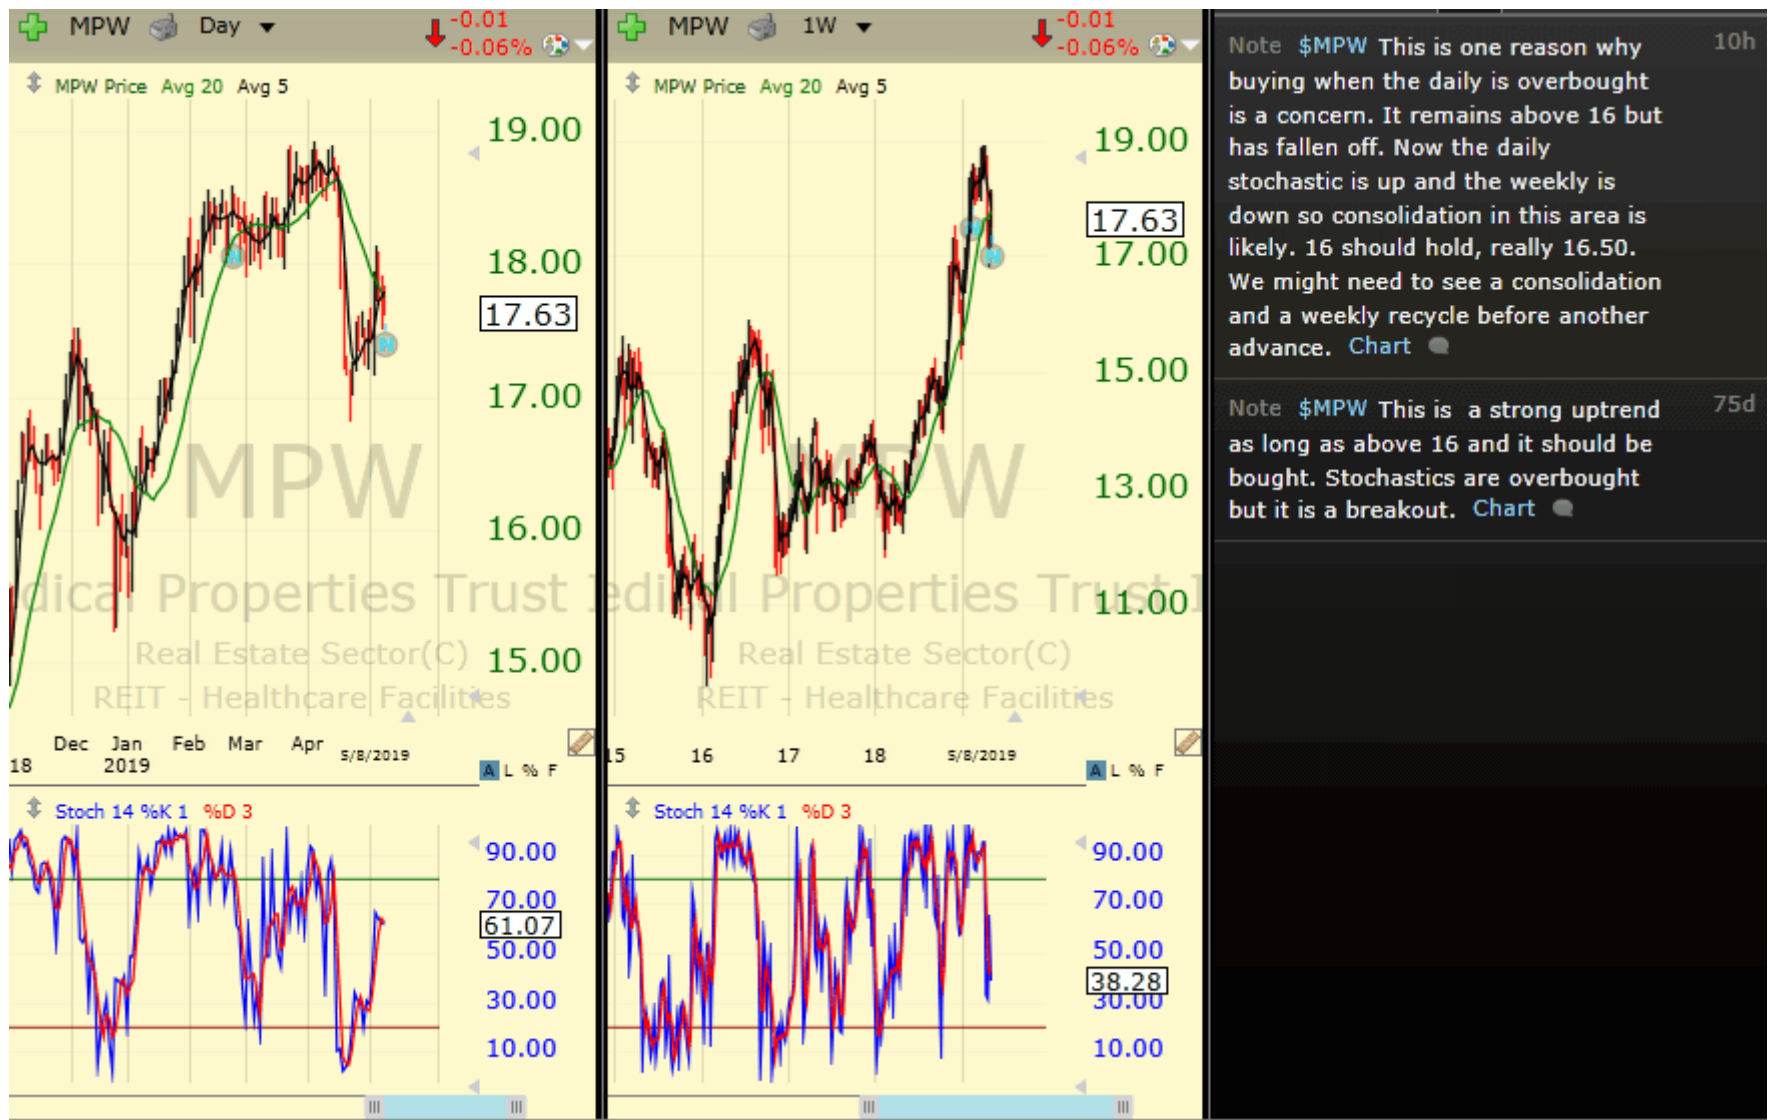 MPW Day
-0.01
-0.06%
MPW Price Avg 20 Avg 5
19.00
18.00
17.63
17.00
16.00
15.00
MPW
dical Properties Trust I
Real Estate Sector(C)
REIT - Healthcare Facilities
N
N
Dec Jan Feb Mar Apr 5/8/2019
18 2019
A L % F
Stoch 14 %K 1 %D 3
90.00
70.00
61.07
50.00
30.00
10.00
MPW 1W
-0.01
-0.06%
MPW Price Avg 20 Avg 5
19.00
17.63
17.00
15.00
13.00
11.00
MPW
Properties Trust I
Real Estate Sector(C)
REIT - Healthcare Facilities
N
N
15 16 17 18 5/8/2019
A L % F
Stoch 14 %K 1 %D 3
90.00
70.00
50.00
38.28
30.00
10.00
Note $MPW This is one reason why 10h
buying when the daily is overbought
is a concern. It remains above 16 but
has fallen off. Now the daily
stochastic is up and the weekly is
down so consolidation in this area is
likely. 16 should hold, really 16.50.
We might need to see a consolidation
and a weekly recycle before another
advance. Chart
Note $MPW This is a strong uptrend 75d
as long as above 16 and it should be
bought. Stochastics are overbought
but it is a breakout. Chart